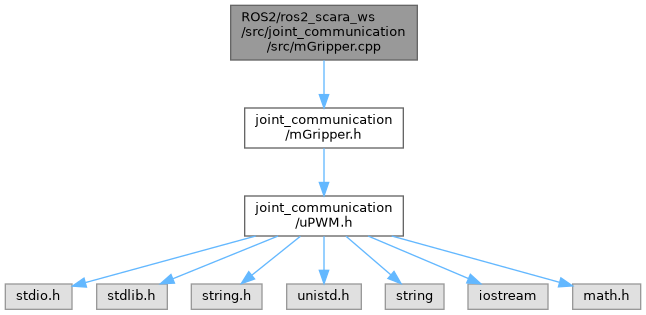 ROS2/ros2_scara_ws
/src/joint_communication
/src/mGripper.cpp
joint_communication
/mGripper.h
joint_communication
/uPWM.h
stdio.h
stdlib.h
string.h
unistd.h
string
iostream
math.h